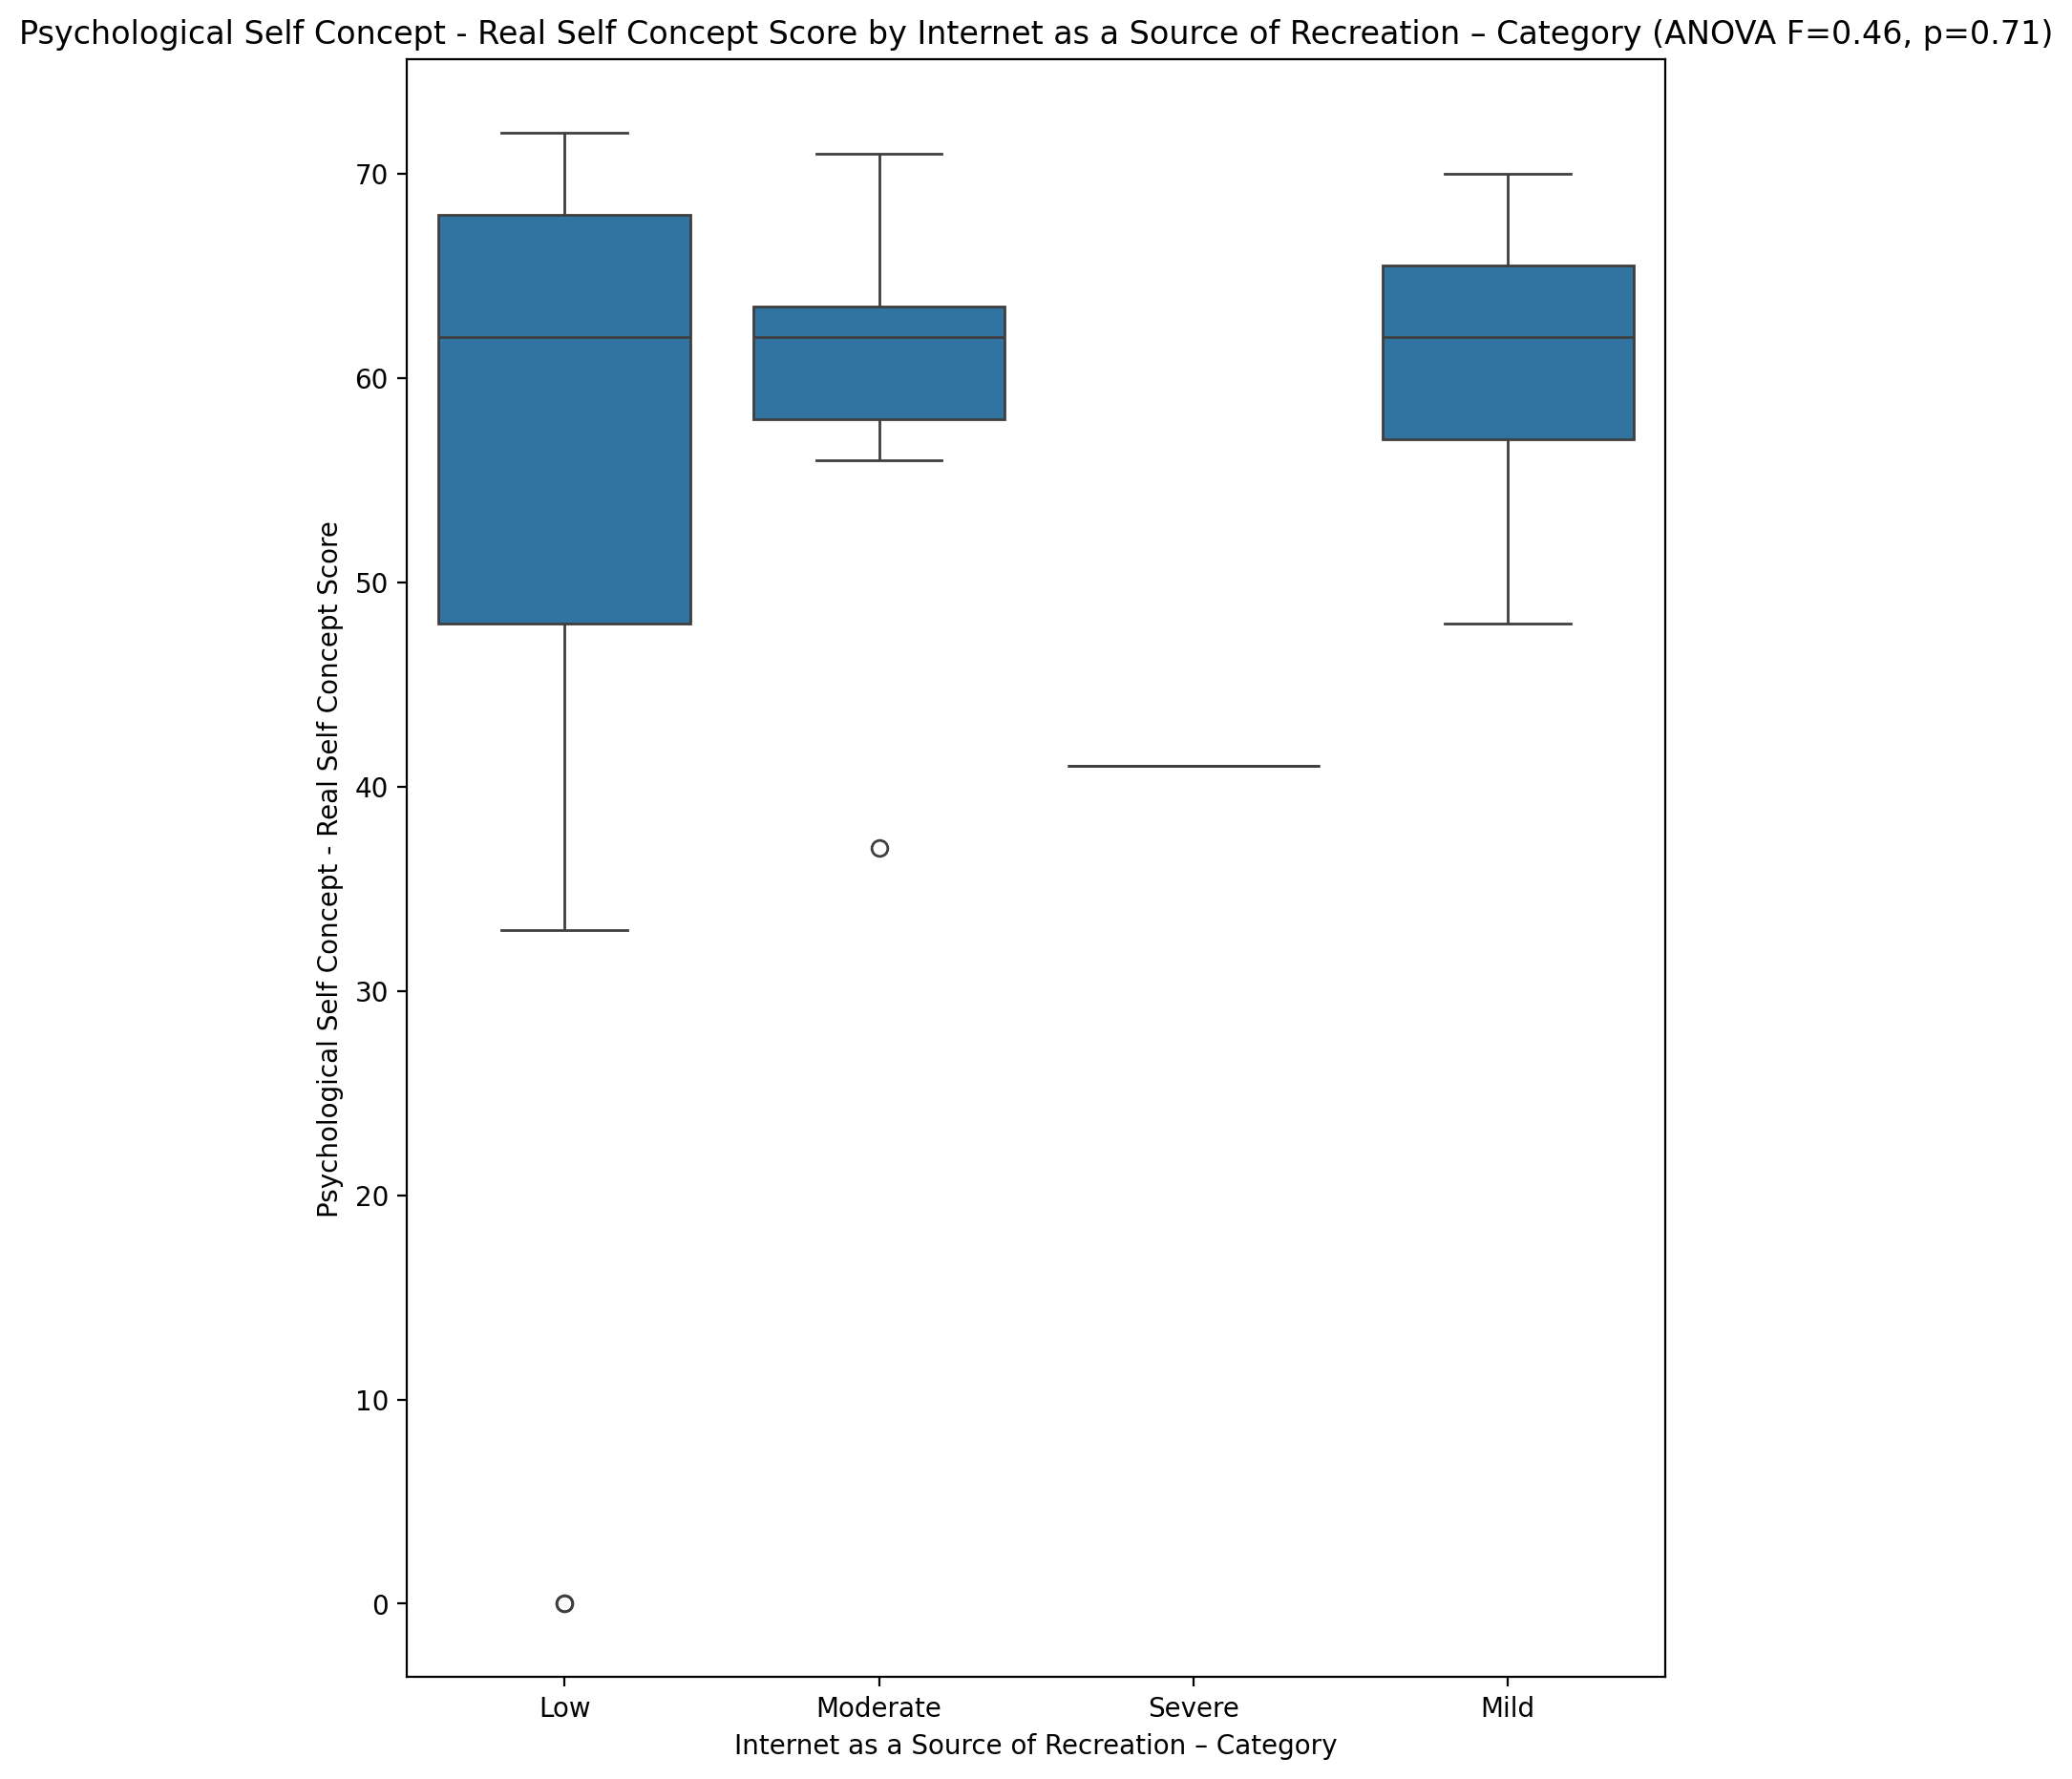 Psychological Self Concept - Real Self Concept Score by Internet as a Source of Recreation – Category (ANOVA F=0.46, p=0.71)
Psychological Self Concept - Real Self Concept Score
70
60
50
40
30
20
10
0
Low Moderate Severe Mild
Internet as a Source of Recreation – Category